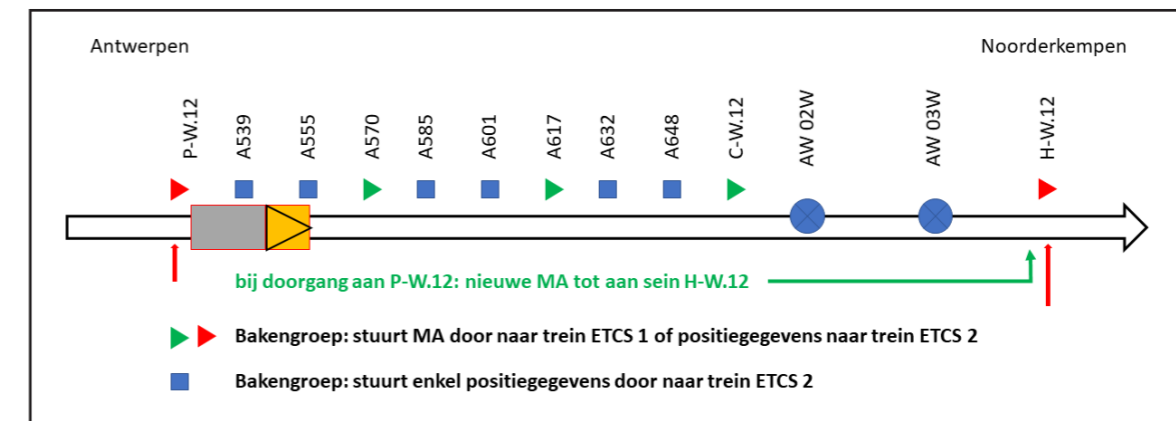 Antwerpen
Noorderkempen
P-W.12
A539
A555
A570
A585
A601
A617
A632
A648
C-W.12
AW 02W
AW 03W
H-W.12
bij doorgang aan P-W.12: nieuwe MA tot aan sein H-W.12
Bakengroep: stuurt MA door naar trein ETCS 1 of positiegegevens naar trein ETCS 2
Bakengroep: stuurt enkel positiegegevens door naar trein ETCS 2